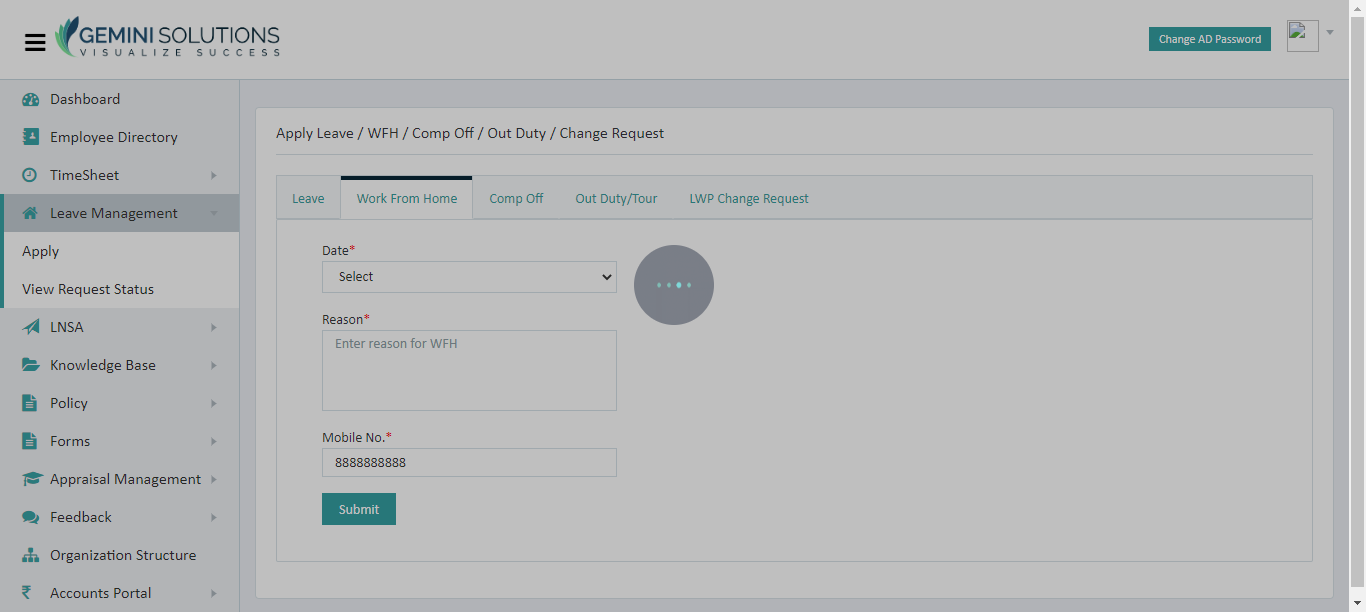 GEMINI SOLUTIONS
VISUALIZE SUCCESS
Change AD Password
Dashboard
Employee Directory
TimeSheet
Leave Management
Apply
View Request Status
LNSA
Knowledge Base
Policy
Forms
Appraisal Management
Feedback
Organization Structure
Accounts Portal
Apply Leave / WFH / Comp Off / Out Duty / Change Request
Leave Work From Home Comp Off Out Duty/Tour LWP Change Request
Date*
Select
Reason*
Enter reason for WFH
Mobile No.*
8888888888
Submit